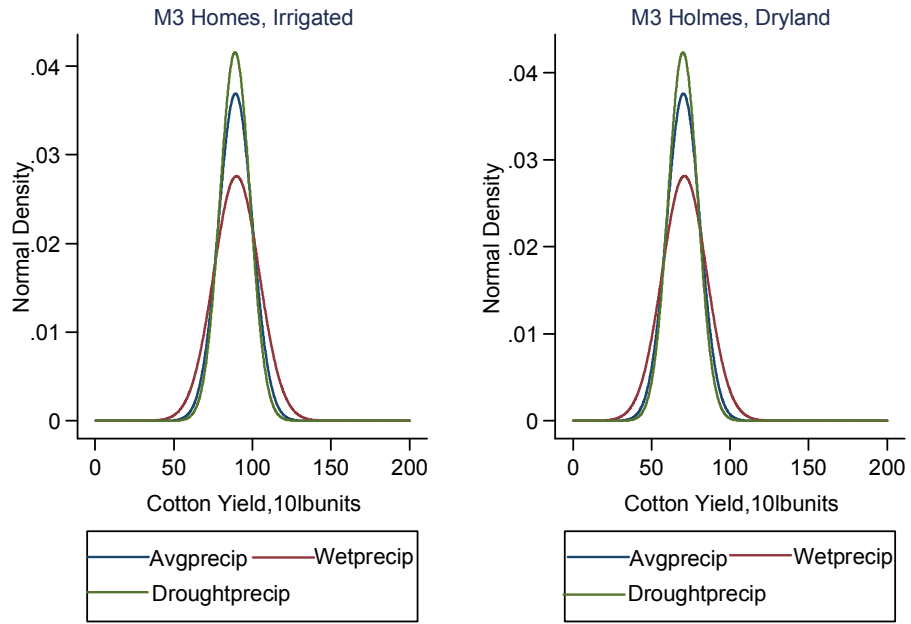 M3 Homes, Irrigated
.04
.03
.02
.01
0
Normal Density
0 50 100 150 200
Cotton Yield,10lbunits
Avgprecip Wetprecip
Droughtprecip
M3 Holmes, Dryland
.04
.03
.02
.01
0
Normal Density
0 50 100 150 200
Cotton Yield,10lbunits
Avgprecip Wetprecip
Droughtprecip